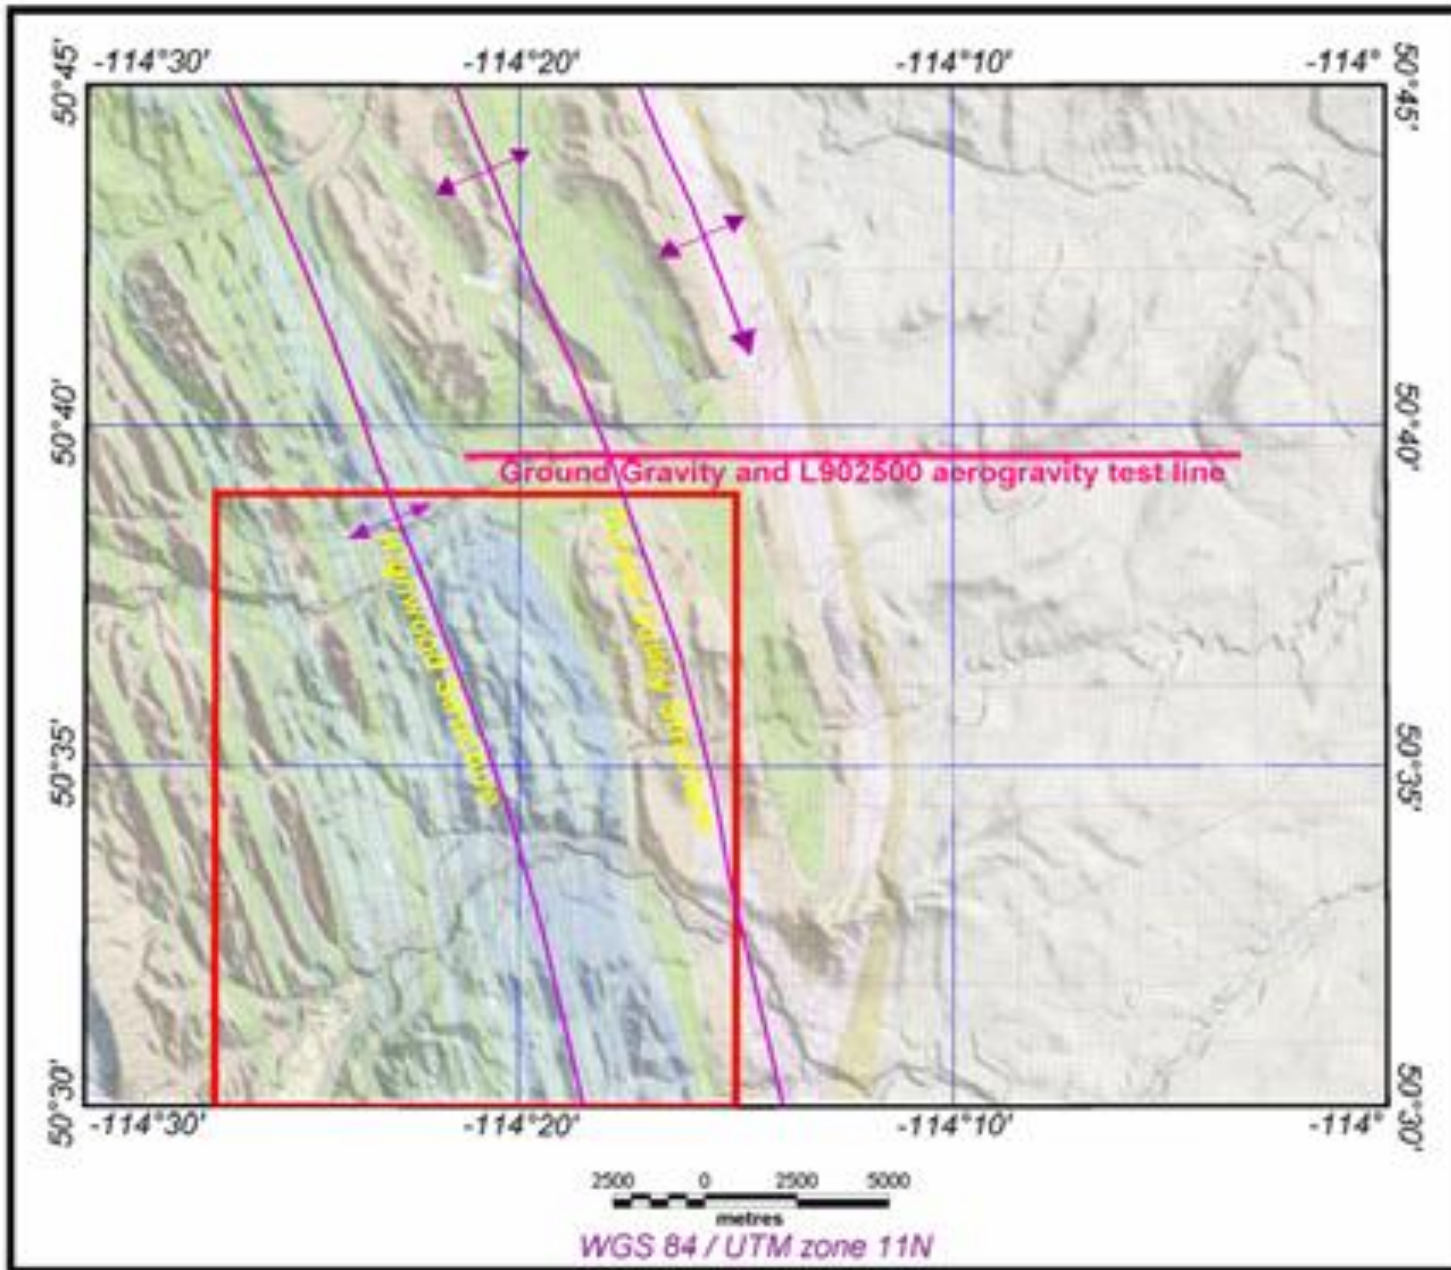 -114°30' -114°20' -114°10' -114°
50°45' 50°45'
50°40' 50°40'
Ground Gravity and L902500 aerogravity test line
Highwood Structure
50°35' 50°35'
50°30' 50°30'
-114°30' -114°20' -114°10' -114°
2500 0 2500 5000
metres
WGS 84 / UTM zone 11N